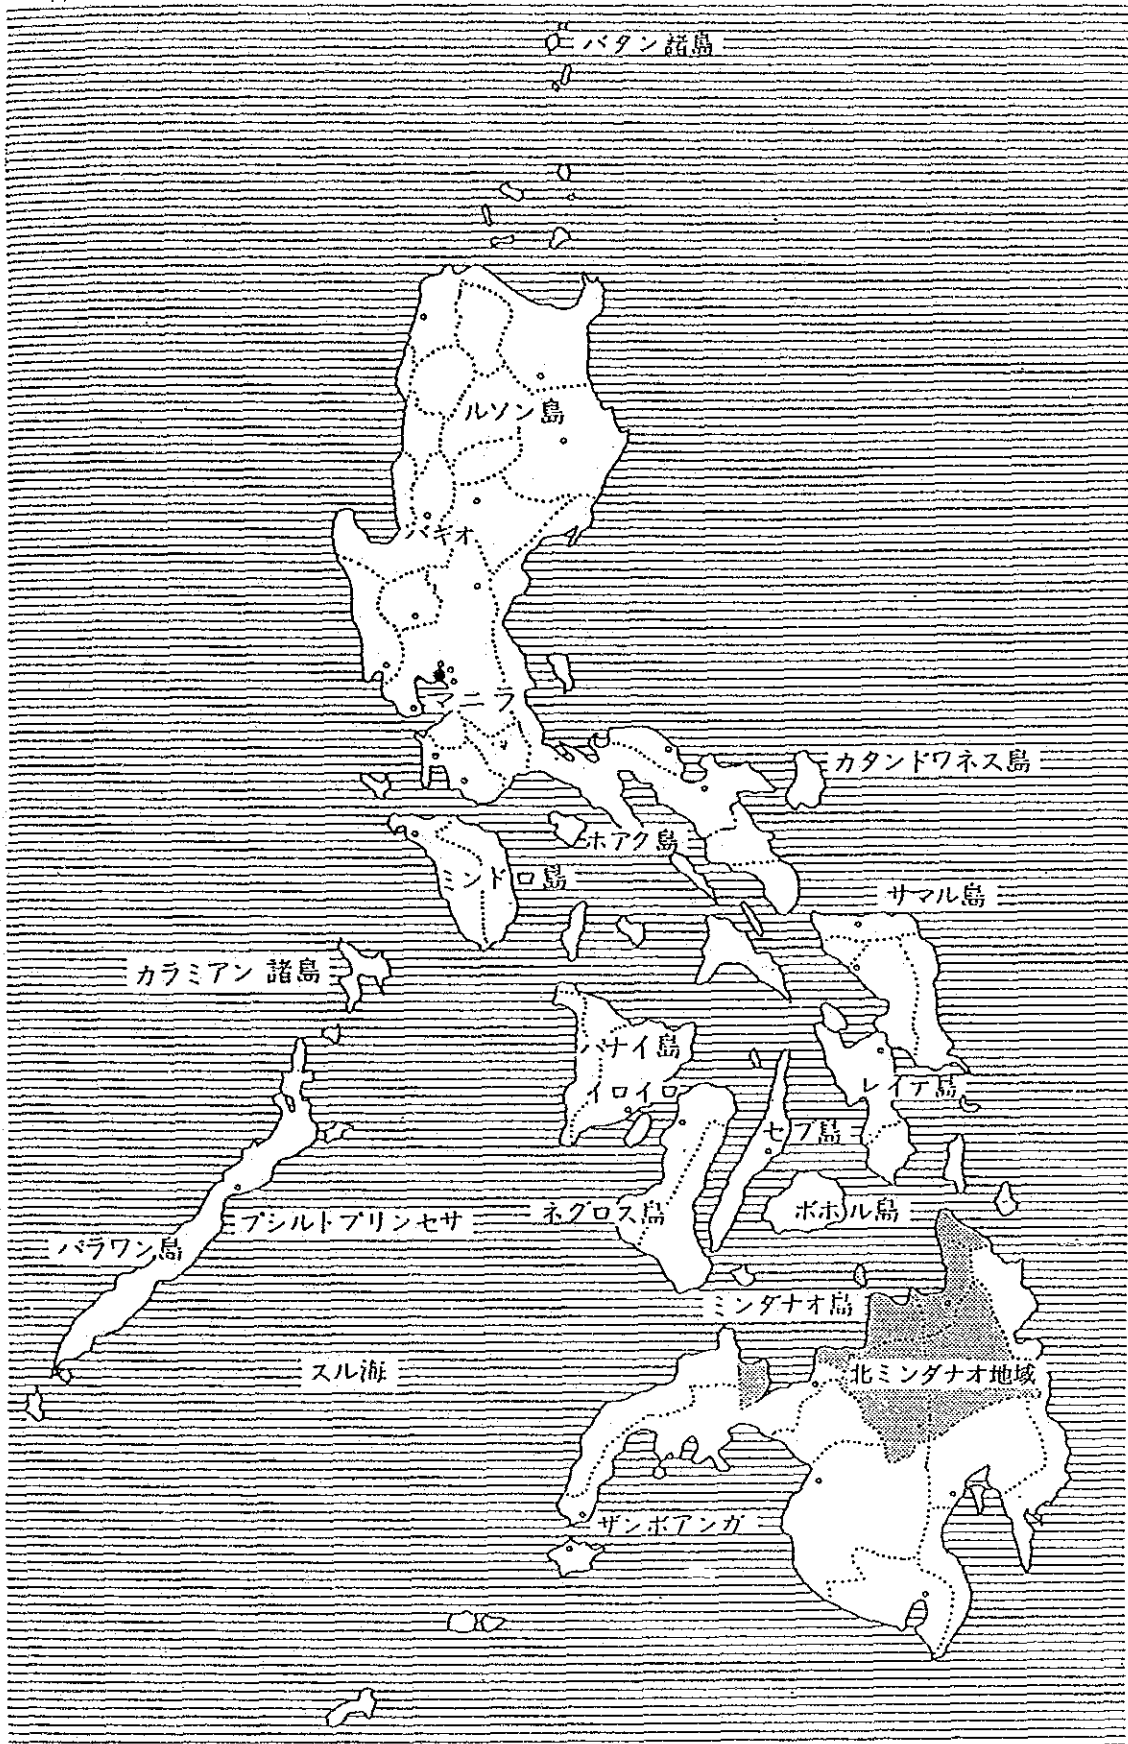 バタン諸島
ルソン島
バギオ
マニラ
カタンドワネス島
ホアク島
ミンドロ島
サマル島
カラミアン諸島
パナイ島
イロイロ
レイテ島
セブ島
ネグロス島
ボホル島
プシルトプリンセサ
パラワン島
ミンダナオ島
スル海
北ミンダナオ地域
ザンボアンガ